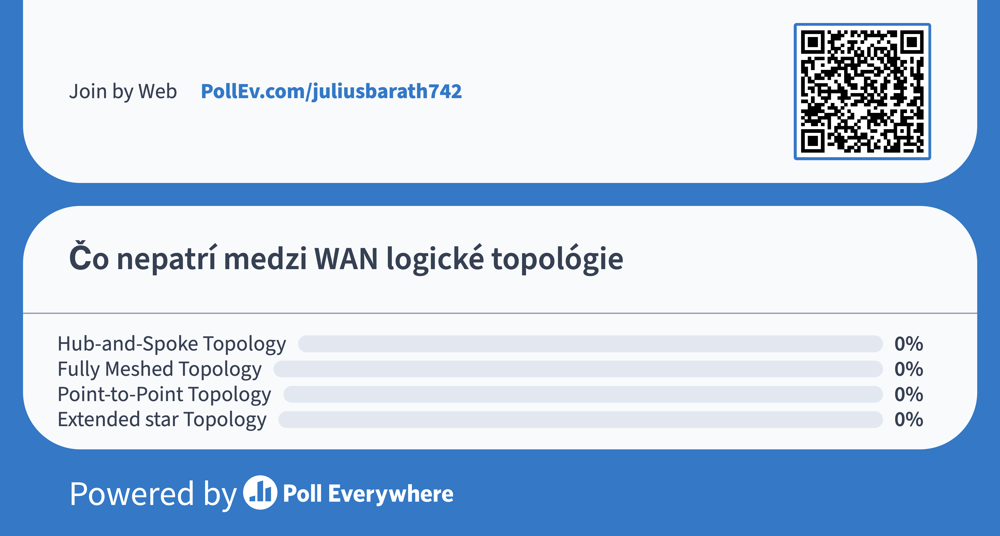 Join by Web PollEv.com/juliusbarath742
Čo nepatrí medzi WAN logické topológie
Hub-and-Spoke Topology 0%
Fully Meshed Topology 0%
Point-to-Point Topology 0%
Extended star Topology 0%
Powered by Poll Everywhere